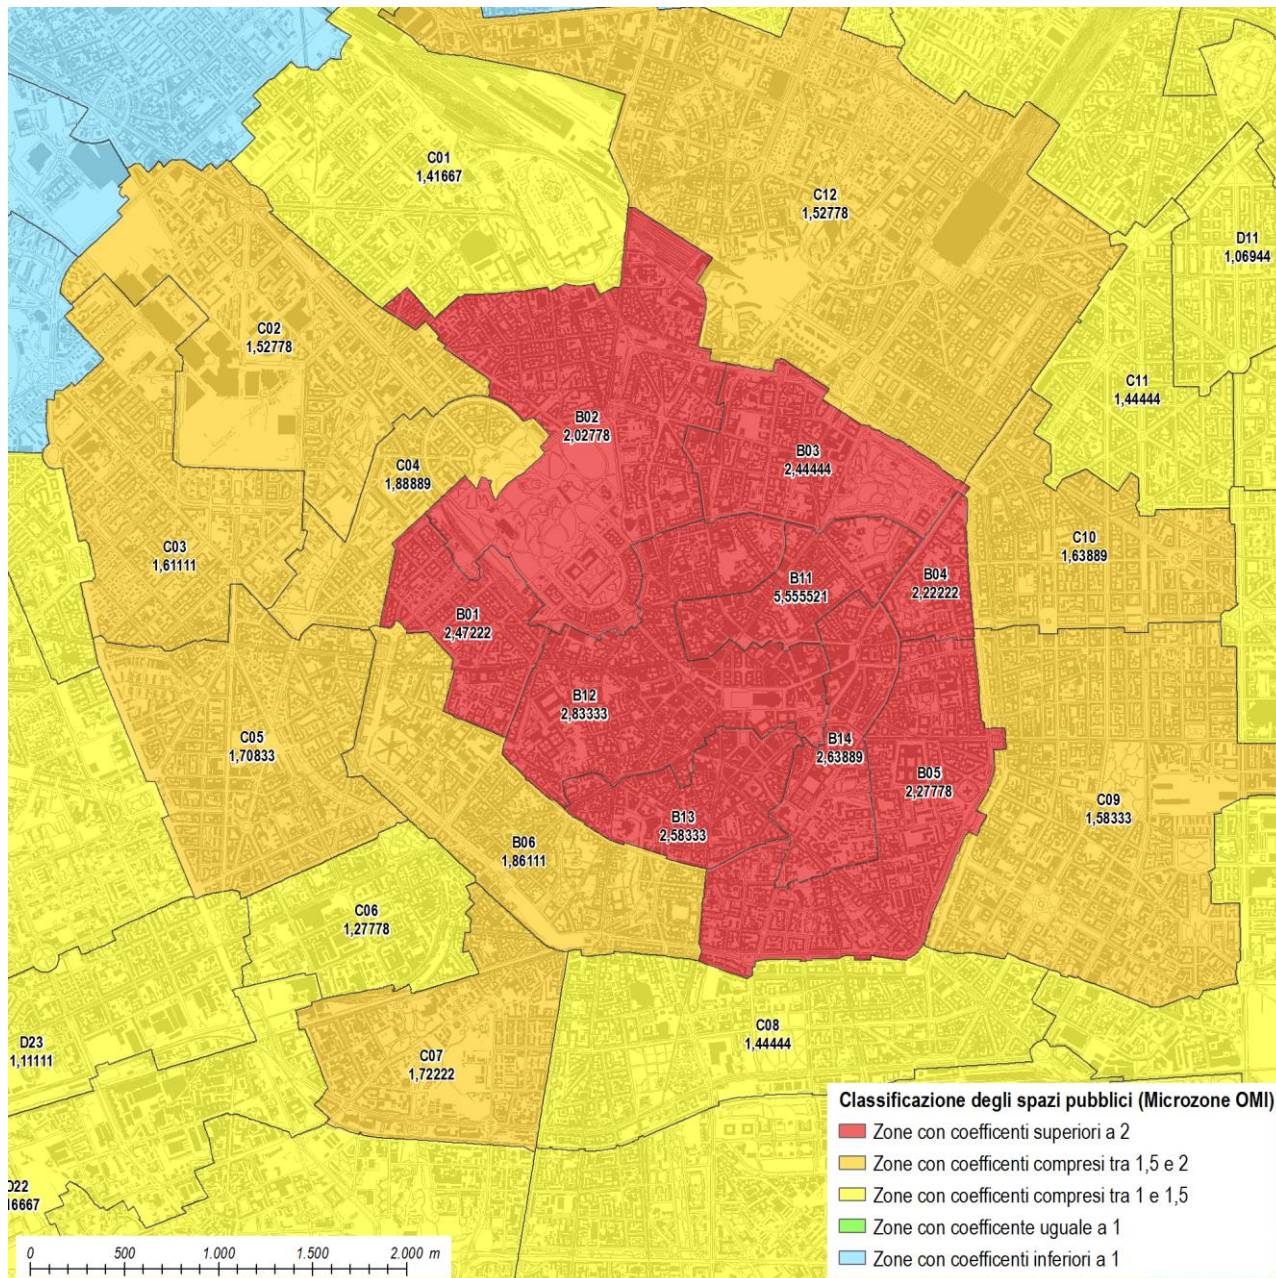 C01
1,41667
C12
1,52778
D11
1,06944
C02
1,52778
C11
1,44444
B02
2,02778
B03
2,44444
C04
1,88889
C03
1,61111
C10
1,63889
B11
5,555521
B04
2,22222
B01
2,47222
B12
2,83333
C05
1,70833
B14
2,63889
B05
2,27778
C09
1,58333
B13
2,58333
B06
1,86111
C06
1,27778
C08
1,44444
D23
1,11111
C07
1,72222
D22
16667
Classificazione degli spazi pubblici (Microzone OMI)
Zone con coefficenti superiori a 2
Zone con coefficenti compresi tra 1,5 e 2
Zone con coefficenti compresi tra 1 e 1,5
Zone con coefficente uguale a 1
Zone con coefficenti inferiori a 1
0 500 1.000 1.500 2.000 m